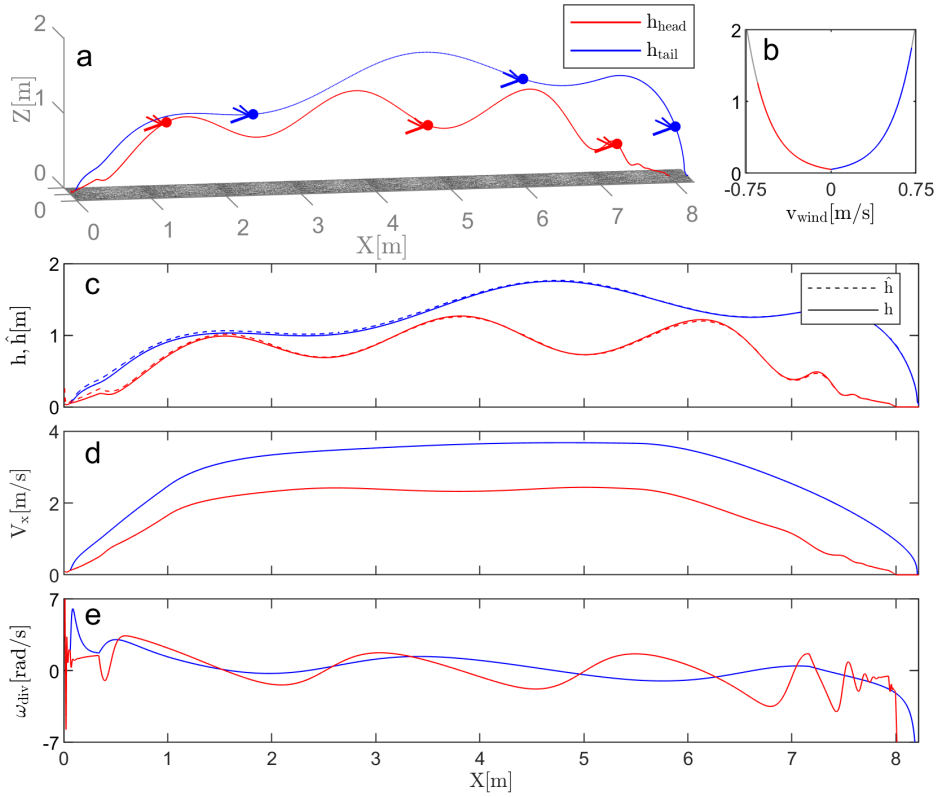 a
h_head
h_tail
Z[m]
2
1
0
0
0
1
2
3
4
5
6
7
8
X[m]
b
2
1
0
-0.75
0
0.75
v_wind[m/s]
c
h, ĥ[m]
2
1
0
ĥ
h
d
V_x[m/s]
4
2
0
e
ω_div[rad/s]
7
0
-7
0
1
2
3
4
5
6
7
8
X[m]